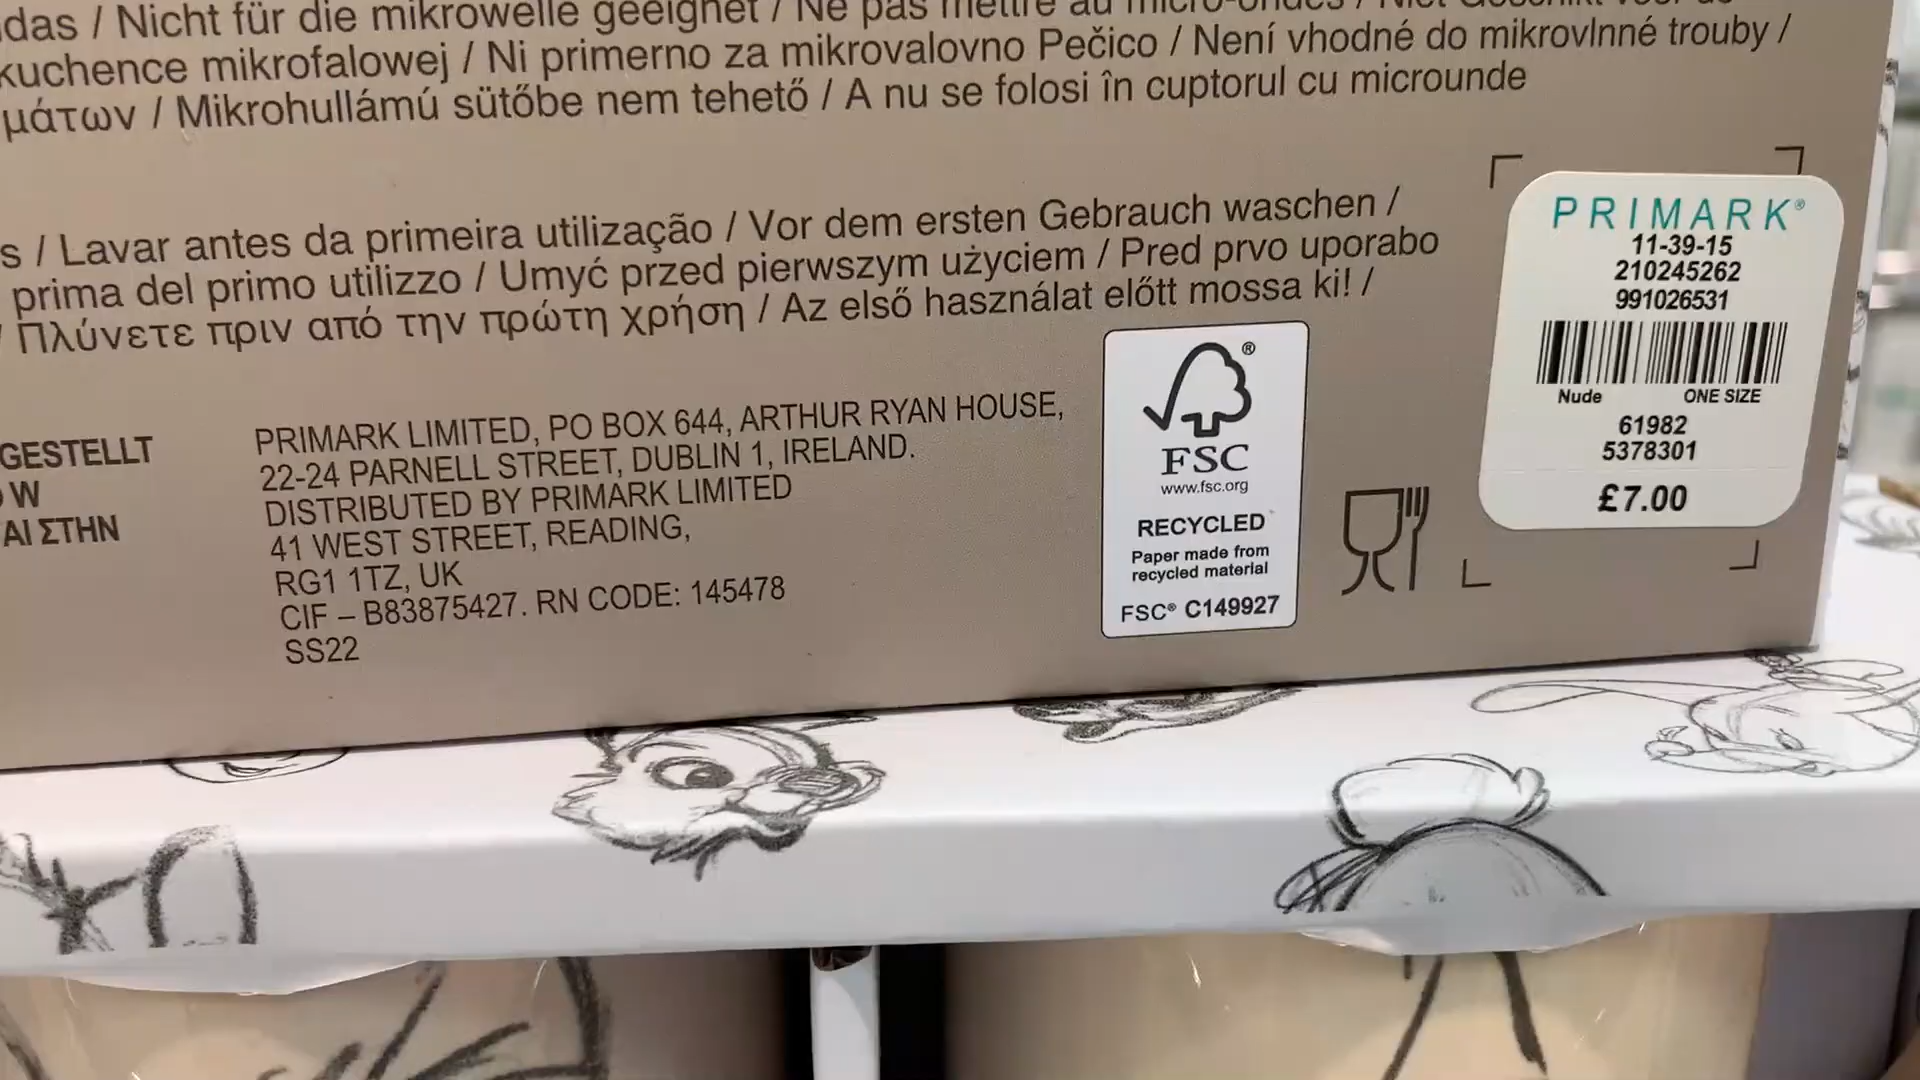 das / Nicht für die mikrowelle geeignet / Ne pas mettre au micro-ondes / Niet Geschikt
kuchence mikrofalowej / Ni primerno za mikrovalovno Pečico / Není vhodné do mikrovlnné trouby /
μάτων / Mikrohullámú sütőbe nem tehető / A nu se folosi în cuptorul cu microunde
s / Lavar antes da primeira utilização / Vor dem ersten Gebrauch waschen /
prima del primo utilizzo / Umyć przed pierwszym użyciem / Pred prvo uporabo
/ Πλύνετε πριν από την πρώτη χρήση / Az első használat előtt mossa ki! /
GESTELLT
W
ΑΙ ΣΤΗΝ
PRIMARK LIMITED, PO BOX 644, ARTHUR RYAN HOUSE,
22-24 PARNELL STREET, DUBLIN 1, IRELAND.
DISTRIBUTED BY PRIMARK LIMITED
41 WEST STREET, READING,
RG1 1TZ, UK
CIF – B83875427. RN CODE: 145478
SS22
®
FSC
www.fsc.org
RECYCLED
Paper made from
recycled material
FSC® C149927
PRIMARK®
11-39-15
210245262
991026531
Nude ONE SIZE
61982
5378301
£7.00